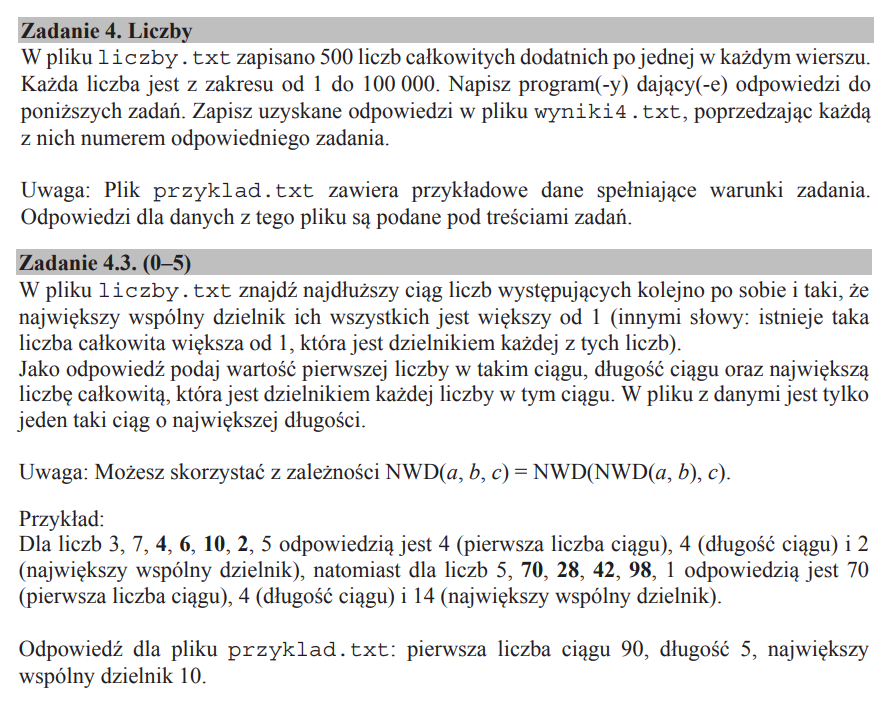 Zadanie 4. Liczby
W pliku liczby.txt zapisano 500 liczb całkowitych dodatnich po jednej w każdym wierszu.
Każda liczba jest z zakresu od 1 do 100 000. Napisz program(-y) dający(-e) odpowiedzi do
poniższych zadań. Zapisz uzyskane odpowiedzi w pliku wyniki4.txt, poprzedzając każdą
z nich numerem odpowiedniego zadania.
Uwaga: Plik przyklad.txt zawiera przykładowe dane spełniające warunki zadania.
Odpowiedzi dla danych z tego pliku są podane pod treściami zadań.
Zadanie 4.3. (0–5)
W pliku liczby.txt znajdź najdłuższy ciąg liczb występujących kolejno po sobie i taki, że
największy wspólny dzielnik ich wszystkich jest większy od 1 (innymi słowy: istnieje taka
liczba całkowita większa od 1, która jest dzielnikiem każdej z tych liczb).
Jako odpowiedź podaj wartość pierwszej liczby w takim ciągu, długość ciągu oraz największą
liczbę całkowitą, która jest dzielnikiem każdej liczby w tym ciągu. W pliku z danymi jest tylko
jeden taki ciąg o największej długości.
Uwaga: Możesz skorzystać z zależności NWD(a, b, c) = NWD(NWD(a, b), c).
Przykład:
Dla liczb 3, 7, 4, 6, 10, 2, 5 odpowiedzią jest 4 (pierwsza liczba ciągu), 4 (długość ciągu) i 2
(największy wspólny dzielnik), natomiast dla liczb 5, 70, 28, 42, 98, 1 odpowiedzią jest 70
(pierwsza liczba ciągu), 4 (długość ciągu) i 14 (największy wspólny dzielnik).
Odpowiedź dla pliku przyklad.txt: pierwsza liczba ciągu 90, długość 5, największy
wspólny dzielnik 10.